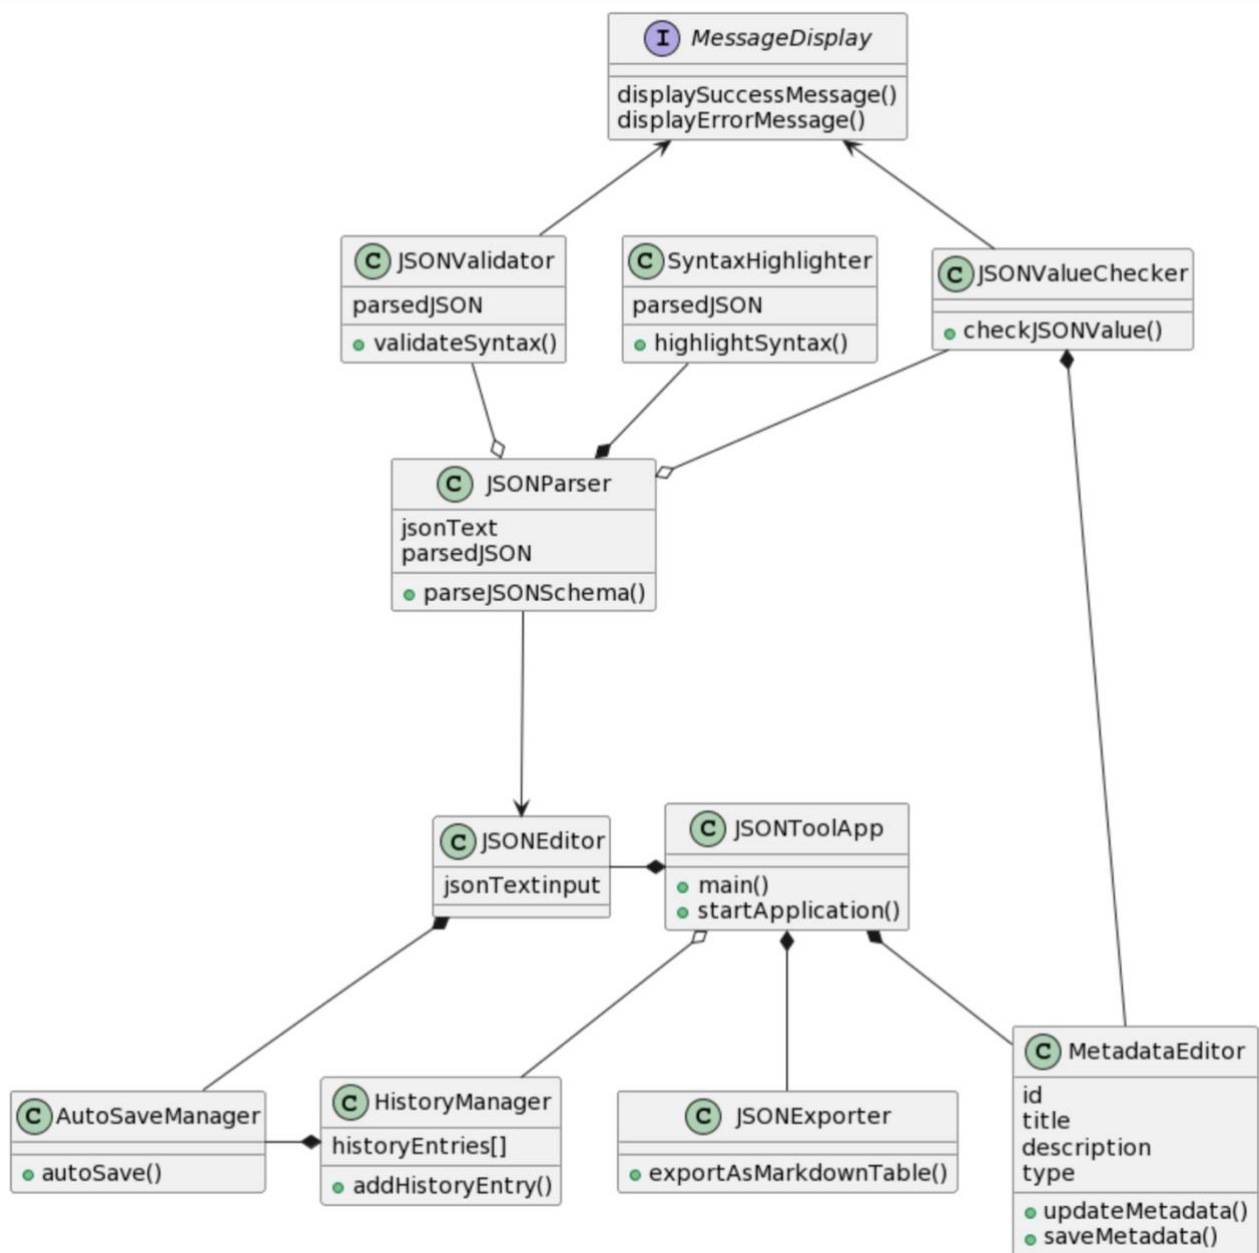 I MessageDisplay
displaySuccessMessage()
displayErrorMessage()
C JSONValidator
parsedJSON
validateSyntax()
C SyntaxHighlighter
parsedJSON
highlightSyntax()
C JSONValueChecker
checkJSONValue()
C JSONParser
jsonText
parsedJSON
parseJSONSchema()
C JSONEditor
jsonTextinput
C JSONToolApp
main()
startApplication()
C AutoSaveManager
autoSave()
C HistoryManager
historyEntries[]
addHistoryEntry()
C JSONExporter
exportAsMarkdownTable()
C MetadataEditor
id
title
description
type
updateMetadata()
saveMetadata()